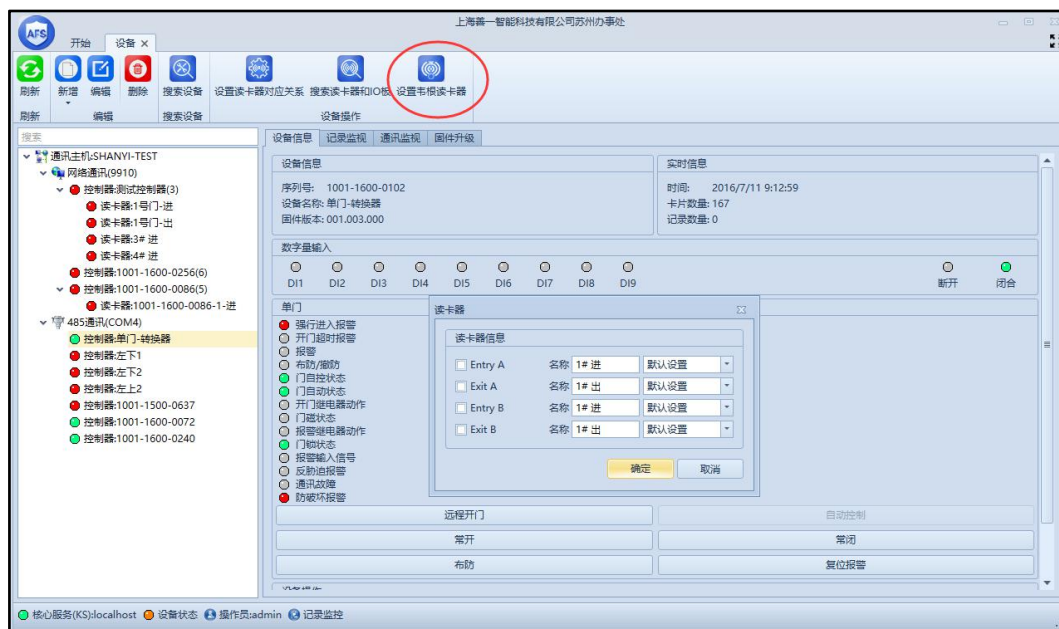 上海善一智能科技有限公司苏州办事处
AFS
开始 设备
刷新 新增 编辑 删除 搜索设备 设置读卡器对应关系 搜索读卡器和IO板 设置韦根读卡器
刷新 编辑 搜索设备 设备操作
搜索
通讯主机:SHANYI-TEST
网络通讯(9910)
控制器:测试控制器(3)
读卡器:1号门-进
读卡器:1号门-出
读卡器:3# 进
读卡器:4# 进
控制器:1001-1600-0256(6)
控制器:1001-1600-0086(5)
读卡器:1001-1600-0086-1-进
485通讯(COM4)
控制器:单门-转换器
控制器:左下1
控制器:左下2
控制器:左上2
控制器:1001-1500-0637
控制器:1001-1600-0072
控制器:1001-1600-0240
设备信息 记录监视 通讯监视 固件升级
设备信息
序列号: 1001-1600-0102
设备名称: 单门-转换器
固件版本: 001.003.000
实时信息
时间: 2016/7/11 9:12:59
卡片数量: 167
记录数量: 0
数字量输入
DI1 DI2 DI3 DI4 DI5 DI6 DI7 DI8 DI9 断开 闭合
单门
强行进入报警
开门超时报警
报警
布防/撤防
门自控状态
门自动状态
开门继电器动作
门磁状态
报警继电器动作
门锁状态
报警输入信号
反胁迫报警
通讯故障
防破坏报警
读卡器
读卡器信息
Entry A 名称 1# 进 默认设置
Exit A 名称 1# 出 默认设置
Entry B 名称 1# 进 默认设置
Exit B 名称 1# 出 默认设置
确定 取消
远程开门 自动控制
常开 常闭
布防 复位报警
设备操作
核心服务(KS):localhost 设备状态 操作员:admin 记录监控